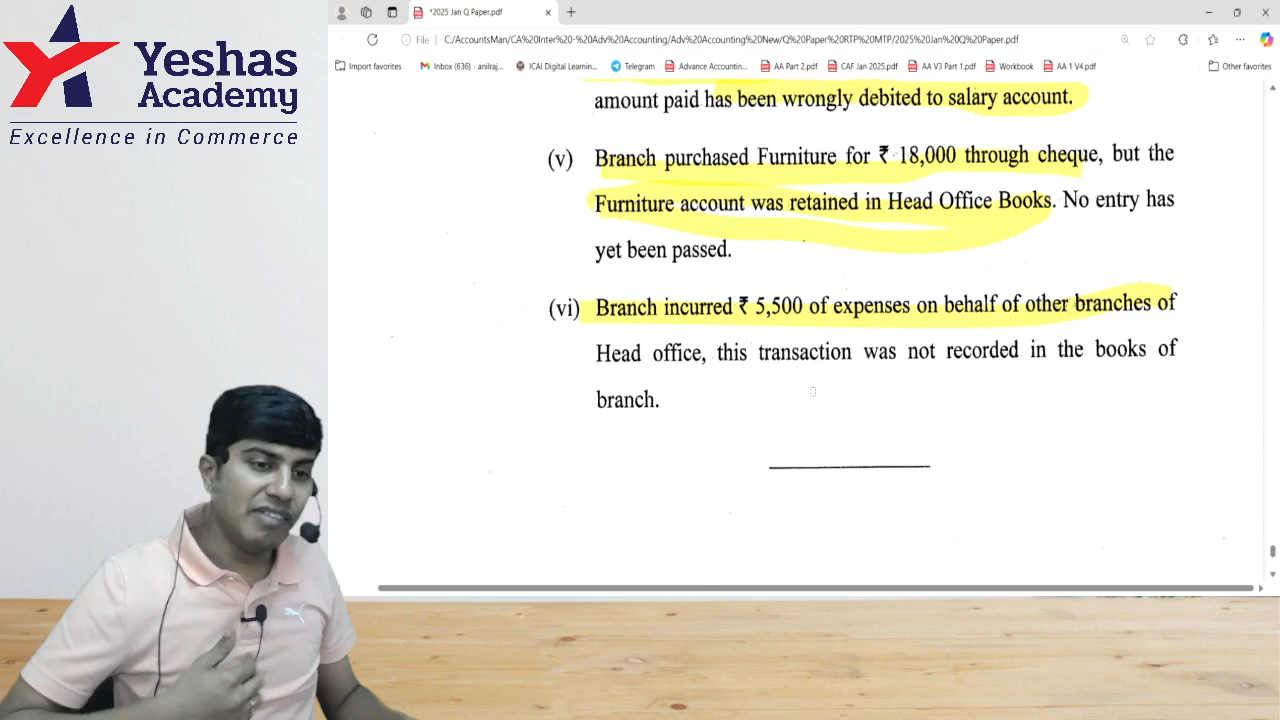 Yeshas
Academy
Excellence in Commerce
*2025 Jan Q Paper.pdf
File
C:/AccountsMan/CA%20Inter%20-%20Adv%20Accounting/Adv%20Accounting%20New/Q%20Paper%20RTP%20MTP/2025%20Jan%20Q%20Paper.pdf
Import favorites
Inbox (636) - anilraj...
ICAI Digital Learnin...
Telegram
Advance Accountin...
AA Part 2.pdf
CAF Jan 2025.pdf
AA V3 Part 1.pdf
Workbook
AA 1 V4.pdf
Other favorites
amount paid has been wrongly debited to salary account.
(v) Branch purchased Furniture for ₹ 18,000 through cheque, but the
Furniture account was retained in Head Office Books. No entry has
yet been passed.
(vi) Branch incurred ₹ 5,500 of expenses on behalf of other branches of
Head office, this transaction was not recorded in the books of
branch.